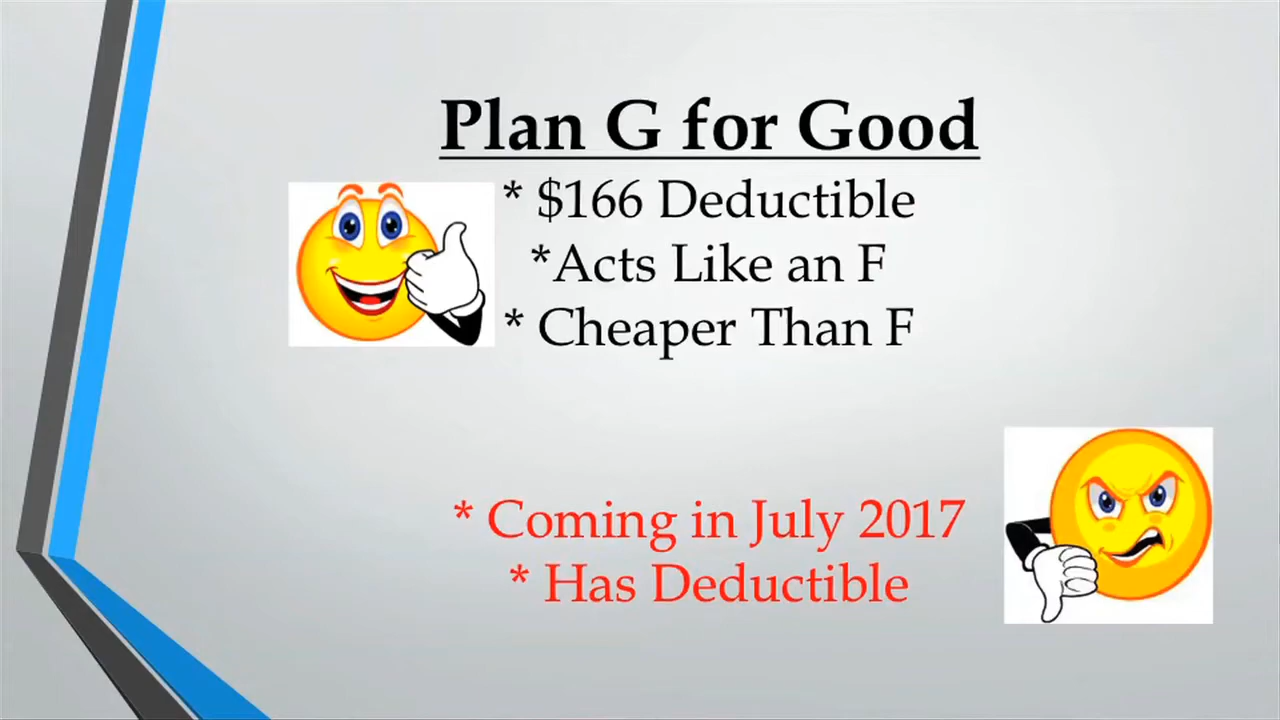 Plan G for Good
* $166 Deductible
*Acts Like an F
* Cheaper Than F
* Coming in July 2017
* Has Deductible